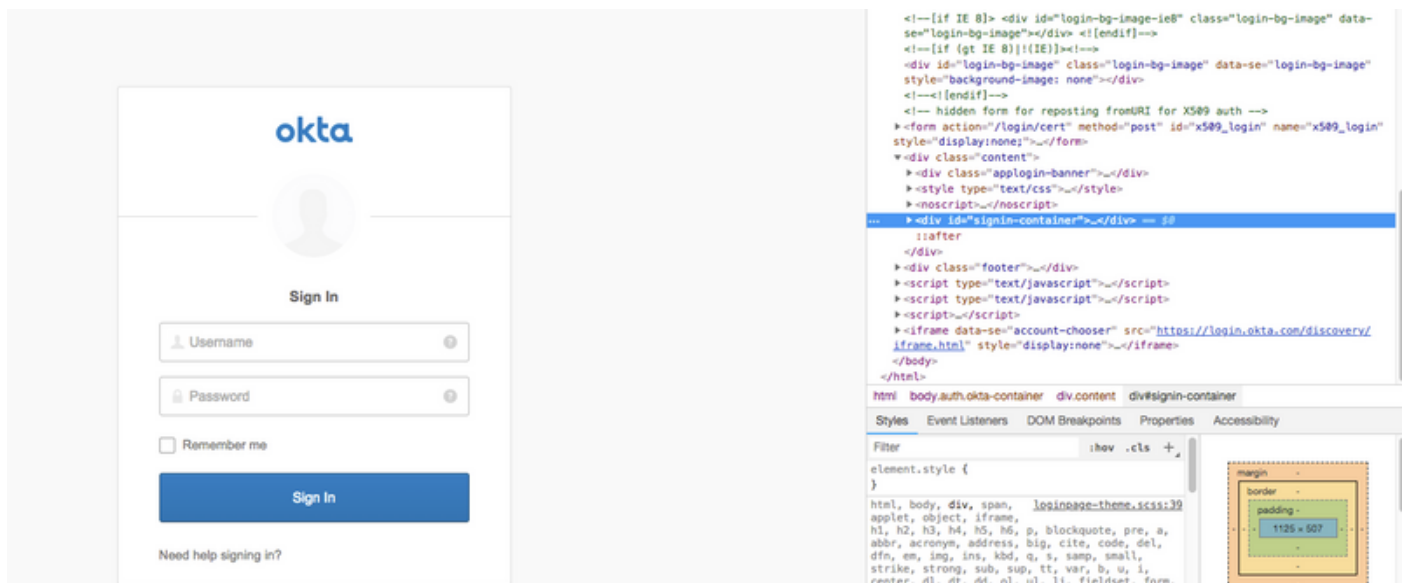 okta
Sign In
Username
Password
Remember me
Sign In
Need help signing in?
<!--[if IE 8]> <div id="login-bg-image-ie8" class="login-bg-image" data-
se="login-bg-image"></div> <![endif]-->
<!--[if (gt IE 8)|!(IE)]><!-->
<div id="login-bg-image" class="login-bg-image" data-se="login-bg-image"
style="background-image: none"></div>
<!--<![endif]-->
<!-- hidden form for reposting fromURI for X509 auth -->
<form action="/login/cert" method="post" id="x509_login" name="x509_login"
style="display:none;">…</form>
<div class="content">
<div class="applogin-banner">…</div>
<style type="text/css">…</style>
<noscript>…</noscript>
… <div id="signin-container">…</div> == $0
::after
</div>
<div class="footer">…</div>
<script type="text/javascript">…</script>
<script type="text/javascript">…</script>
<script>…</script>
<iframe data-se="account-chooser" src="https://login.okta.com/discovery/
iframe.html" style="display:none">…</iframe>
</body>
</html>
html body.auth.okta-container div.content div#signin-container
Styles Event Listeners DOM Breakpoints Properties Accessibility
Filter :hov .cls +
element.style {
}
html, body, div, span, loginpage-theme.scss:39
applet, object, iframe,
h1, h2, h3, h4, h5, h6, p, blockquote, pre, a,
abbr, acronym, address, big, cite, code, del,
dfn, em, img, ins, kbd, q, s, samp, small,
strike, strong, sub, sup, tt, var, b, u, i,
center, dl, dt, dd, ol, ul, li, fieldset, form,
margin -
border -
padding -
1125 × 507